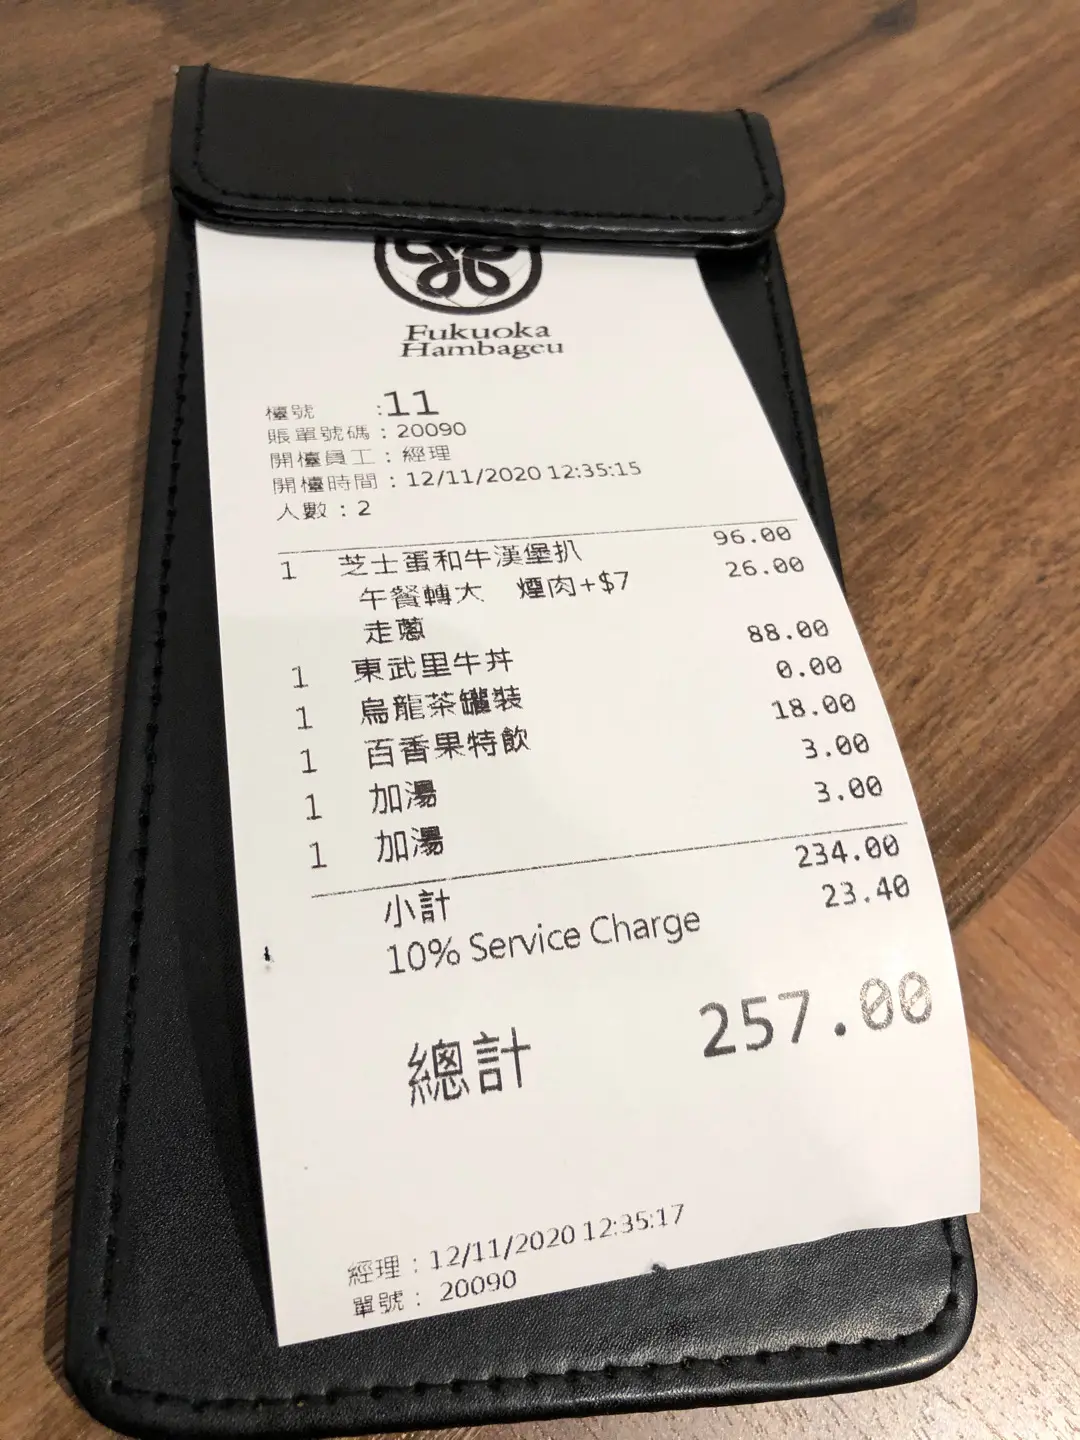 Fukuoka
Hambageu
檯號 :11
賬單號碼 : 20090
開檯員工 : 經理
開檯時間 : 12/11/2020 12:35:15
人數 : 2
1 芝士蛋和牛漢堡扒 96.00
午餐轉大 煙肉+$7 26.00
走蔥
1 東武里牛丼 88.00
1 烏龍茶罐裝 0.00
1 百香果特飲 18.00
1 加湯 3.00
1 加湯 3.00
小計 234.00
10% Service Charge 23.40
總計 257.00
經理 : 12/11/2020 12:35:17
單號 : 20090